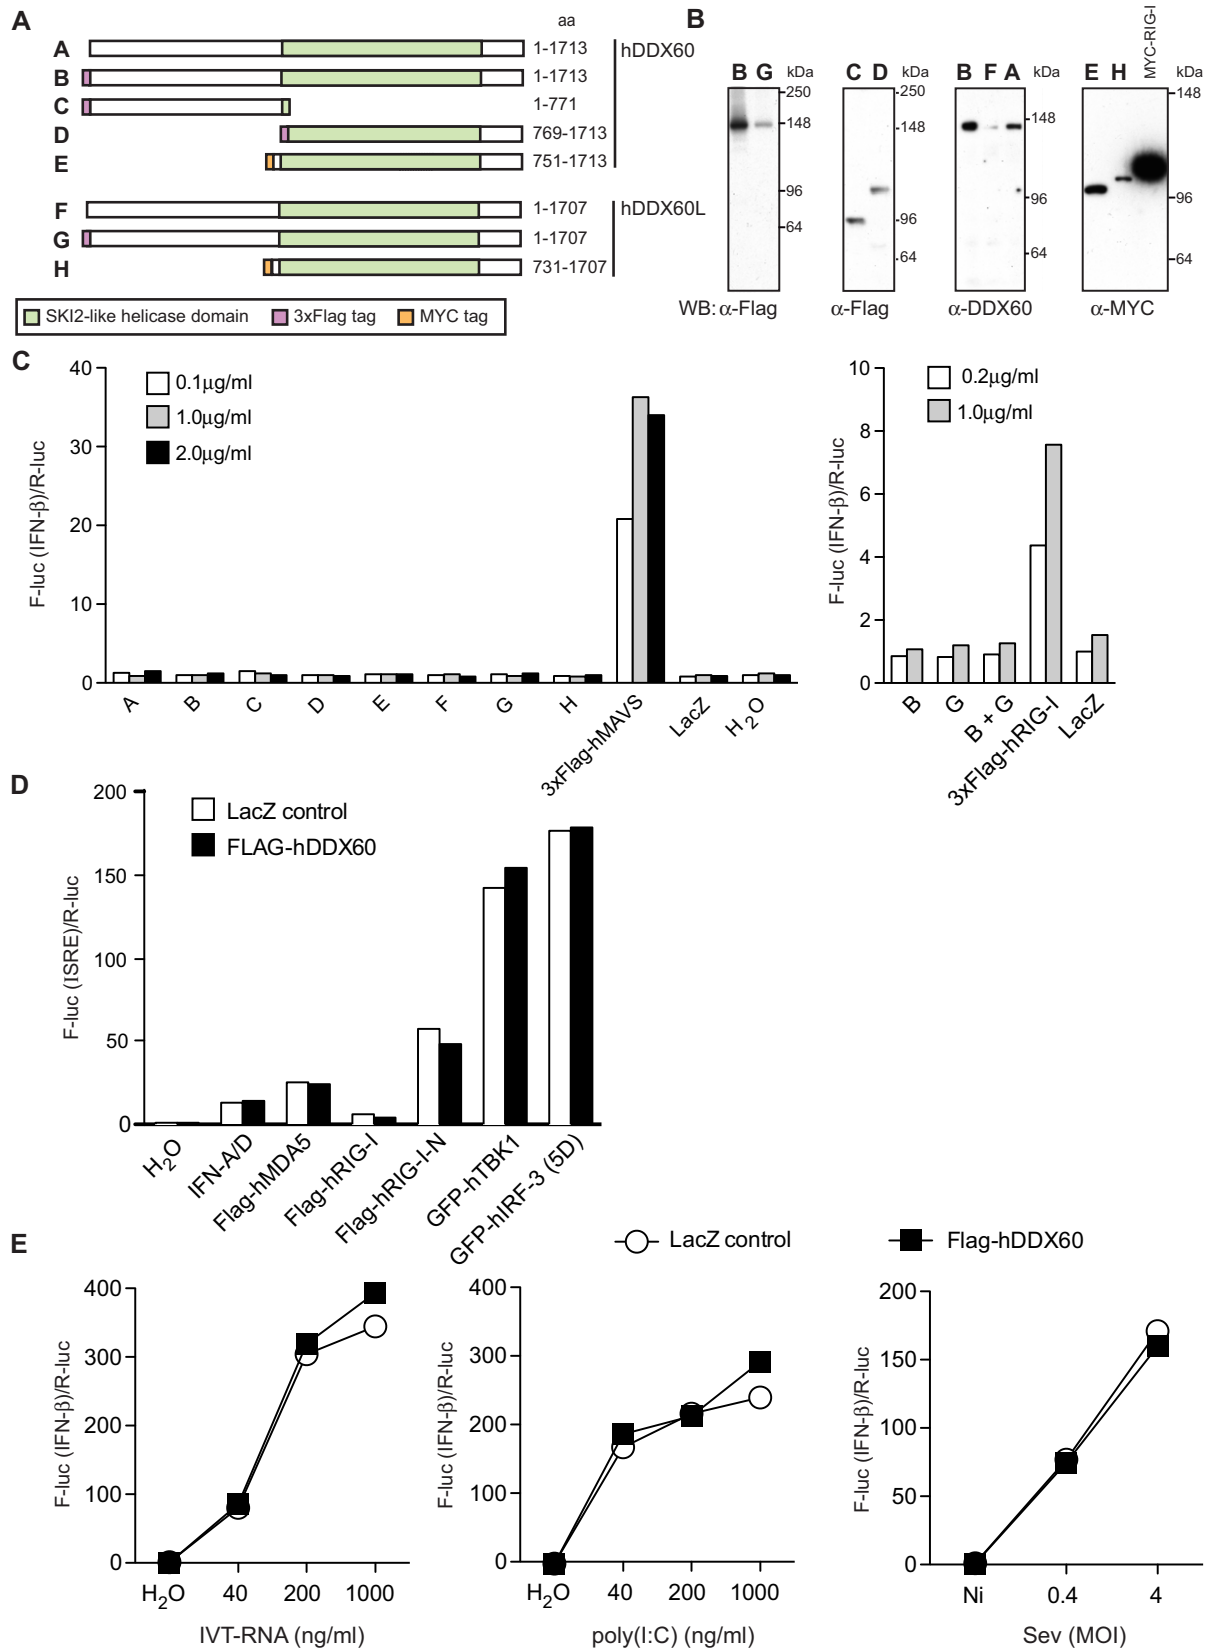 A
aa
A 1-1713 hDDX60
B 1-1713
C 1-771
D 769-1713
E 751-1713
F 1-1707 hDDX60L
G 1-1707
H 731-1707
SKI2-like helicase domain 3xFlag tag MYC tag
B
B G kDa
250
148
96
64
WB: α-Flag
C D kDa
250
148
96
64
α-Flag
B F A kDa
148
96
64
α-DDX60
E H MYC-RIG-I kDa
148
96
64
α-MYC
C
F-luc (IFN-β)/R-luc
40
30
20
10
0
0.1μg/ml
1.0μg/ml
2.0μg/ml
A B C D E F G H 3xFlag-hMAVS LacZ H2O
F-luc (IFN-β)/R-luc
10
8
6
4
2
0
0.2μg/ml
1.0μg/ml
B G B + G 3xFlag-hRIG-I LacZ
D
F-luc (ISRE)/R-luc
200
150
100
50
0
LacZ control
FLAG-hDDX60
H2O IFN-A/D Flag-hMDA5 Flag-hRIG-I Flag-hRIG-I-N GFP-hTBK1 GFP-hIRF-3 (5D)
E
LacZ control Flag-hDDX60
F-luc (IFN-β)/R-luc
400
300
200
100
0
H2O 40 200 1000
IVT-RNA (ng/ml)
F-luc (IFN-β)/R-luc
400
300
200
100
0
H2O 40 200 1000
poly(I:C) (ng/ml)
F-luc (IFN-β)/R-luc
200
150
100
50
0
Ni 0.4 4
Sev (MOI)